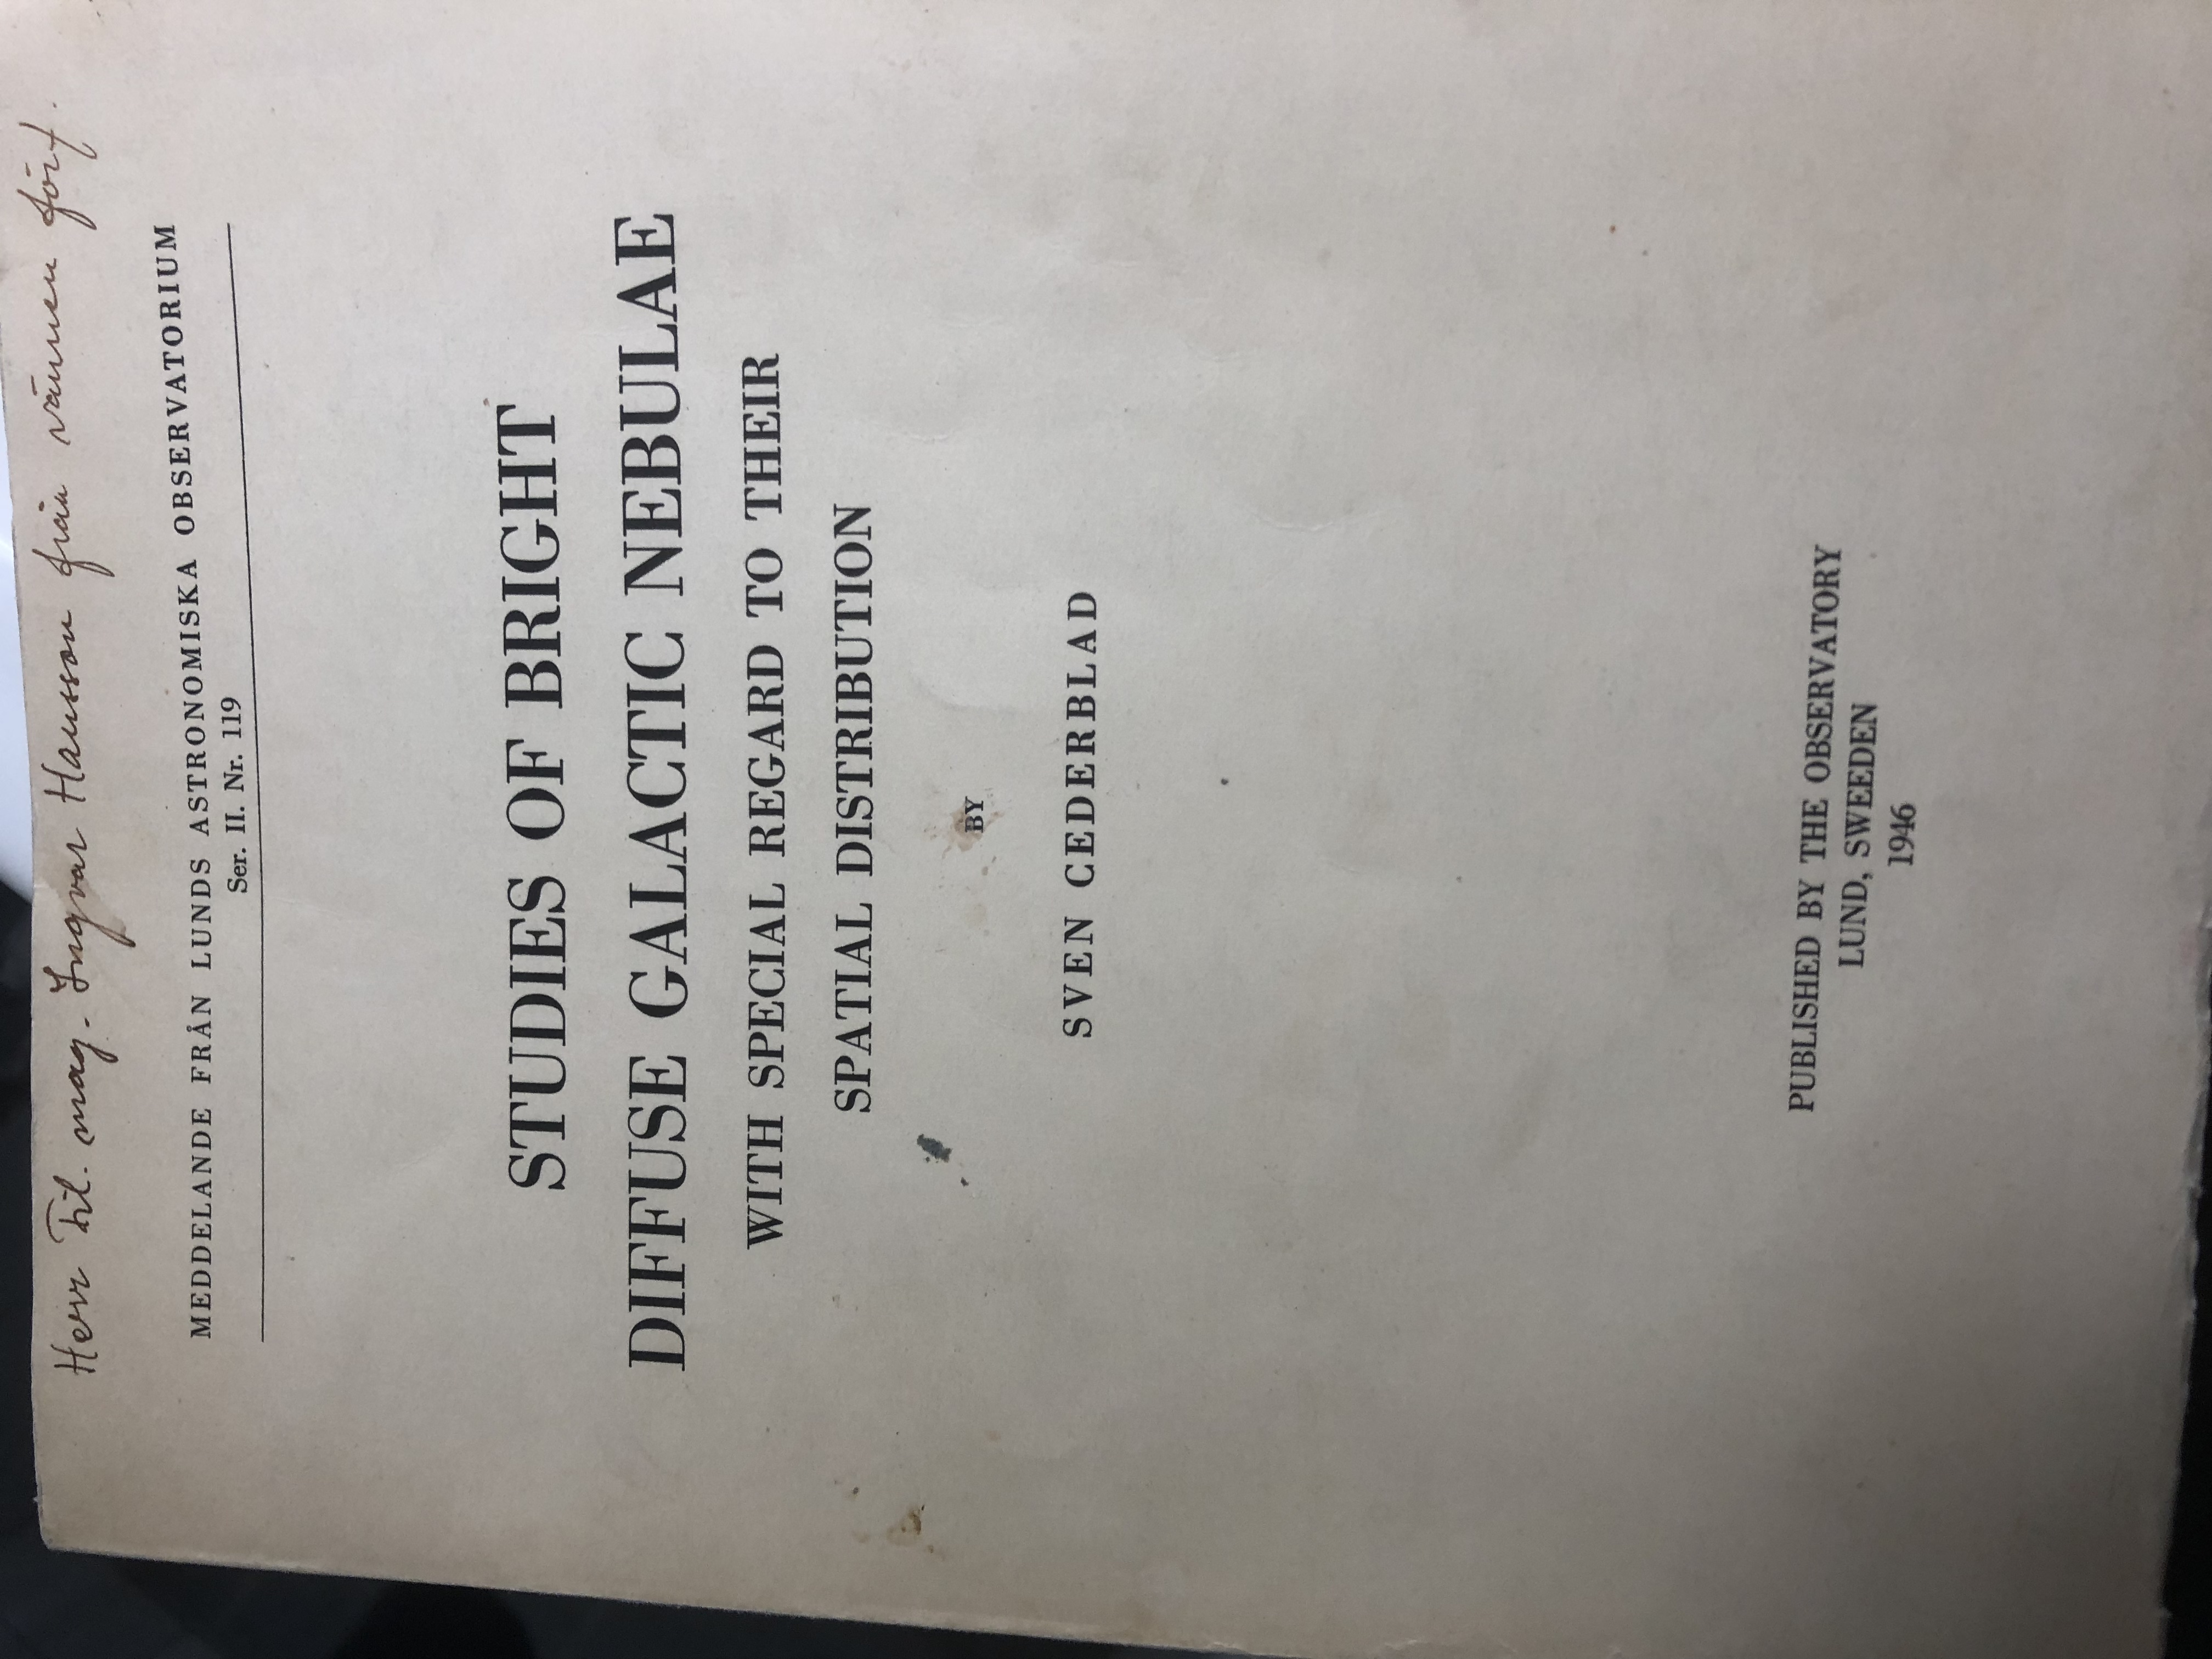 Herr Fil. mag. Ingvar Hansson från vännen förf.
MEDDELANDE FRÅN LUNDS ASTRONOMISKA OBSERVATORIUM
Ser. II. Nr. 119
STUDIES OF BRIGHT
DIFFUSE GALACTIC NEBULAE
WITH SPECIAL REGARD TO THEIR
SPATIAL DISTRIBUTION
BY
SVEN CEDERBLAD
PUBLISHED BY THE OBSERVATORY
LUND, SWEEDEN
1946